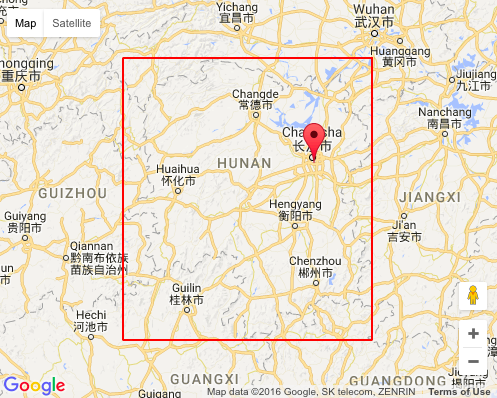 Yichang
宜昌市
Wuhan
武汉市
Map
Satellite
Huanggang
黄冈市
hongqing
重庆市
Jiujiang
九江市
Changde
常德市
Nanchang
南昌市
长沙市
HUNAN
Huaihua
怀化市
GUIZHOU
JIANGXI
Hengyang
衡阳市
Guiyang
贵阳市
Ji'an
吉安市
Qiannan
黔南布依族
苗族自治州
Chenzhou
郴州市
Guilin
桂林市
Hechi
河池市
+
−
GUANGXI
GUANGDONG
Guigang
Google
Map data ©2016 Google, SK telecom, ZENRIN
Terms of Use